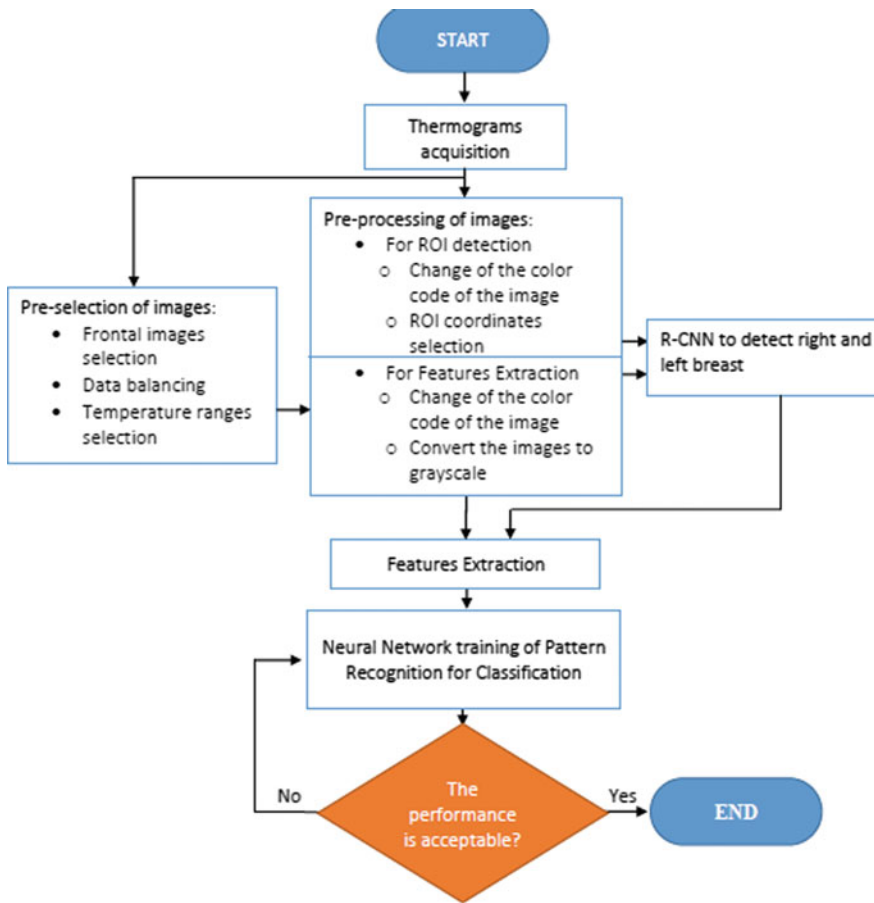 START
Thermograms
acquisition
Pre-processing of images:
• For ROI detection
o Change of the color
code of the image
o ROI coordinates
selection
Pre-selection of images:
• Frontal images
selection
• Data balancing
• Temperature ranges
selection
R-CNN to detect right and
left breast
• For Features Extraction
o Change of the color
code of the image
o Convert the images to
grayscale
Features Extraction
Neural Network training of Pattern
Recognition for Classification
No
The
performance
is acceptable?
Yes
END